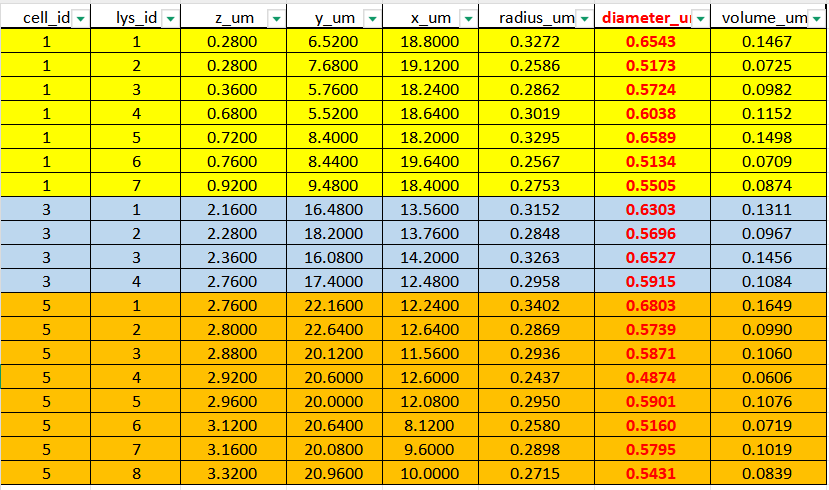 cell_id lys_id z_um y_um x_um radius_um diameter_u volume_um
1 1 0.2800 6.5200 18.8000 0.3272 0.6543 0.1467
1 2 0.2800 7.6800 19.1200 0.2586 0.5173 0.0725
1 3 0.3600 5.7600 18.2400 0.2862 0.5724 0.0982
1 4 0.6800 5.5200 18.6400 0.3019 0.6038 0.1152
1 5 0.7200 8.4000 18.2000 0.3295 0.6589 0.1498
1 6 0.7600 8.4400 19.6400 0.2567 0.5134 0.0709
1 7 0.9200 9.4800 18.4000 0.2753 0.5505 0.0874
3 1 2.1600 16.4800 13.5600 0.3152 0.6303 0.1311
3 2 2.2800 18.2000 13.7600 0.2848 0.5696 0.0967
3 3 2.3600 16.0800 14.2000 0.3263 0.6527 0.1456
3 4 2.7600 17.4000 12.4800 0.2958 0.5915 0.1084
5 1 2.7600 22.1600 12.2400 0.3402 0.6803 0.1649
5 2 2.8000 22.6400 12.6400 0.2869 0.5739 0.0990
5 3 2.8800 20.1200 11.5600 0.2936 0.5871 0.1060
5 4 2.9200 20.6000 12.6000 0.2437 0.4874 0.0606
5 5 2.9600 20.0000 12.0800 0.2950 0.5901 0.1076
5 6 3.1200 20.6400 8.1200 0.2580 0.5160 0.0719
5 7 3.1600 20.0800 9.6000 0.2898 0.5795 0.1019
5 8 3.3200 20.9600 10.0000 0.2715 0.5431 0.0839